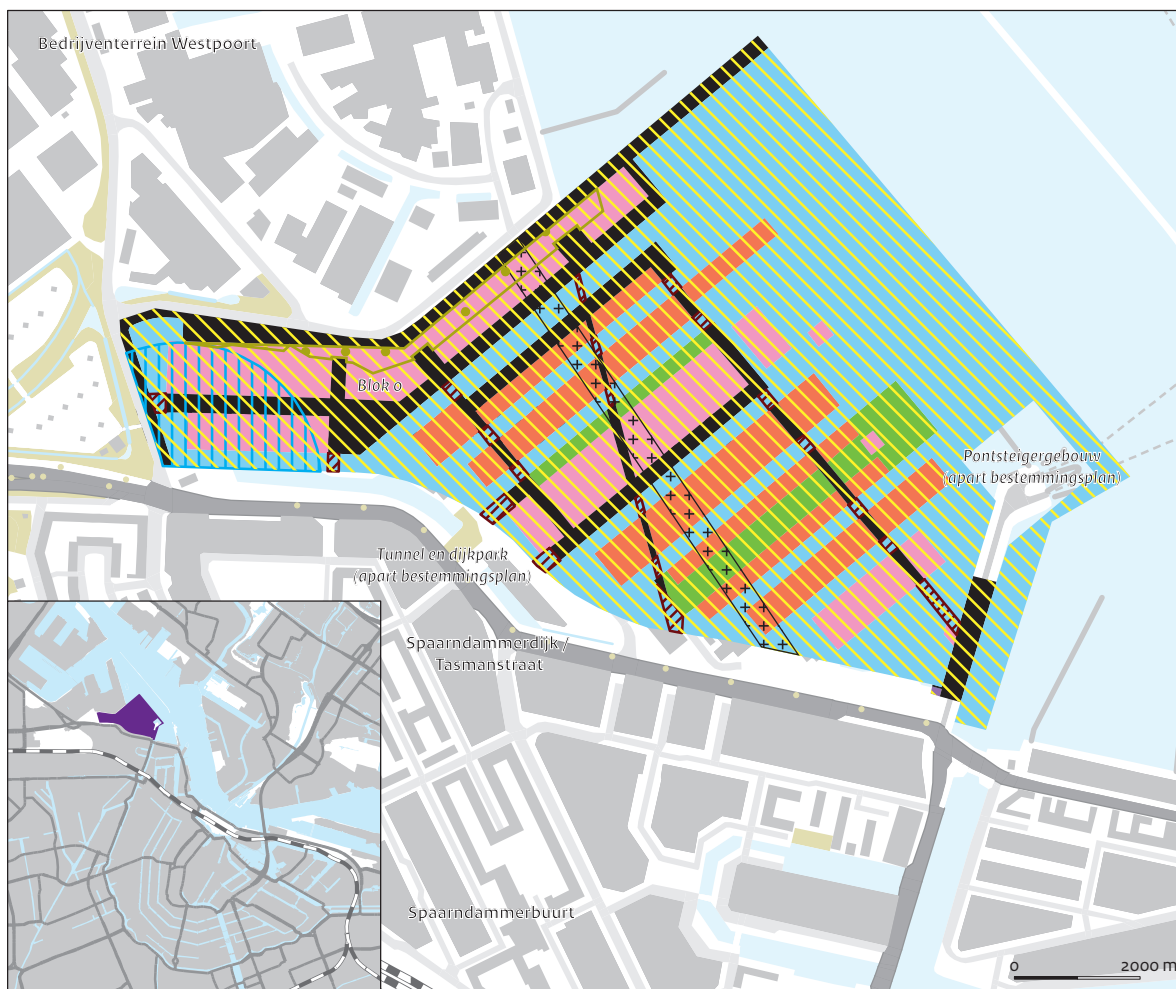 Bedrijventerrein Westpoort
Blok 0
Pontsteigergebouw
(apart bestemmingsplan)
Tunnel en dijkpark
(apart bestemmingsplan)
Spaarndammerdijk /
Tasmanstraat
Spaarndammerbuurt
0 2000 m